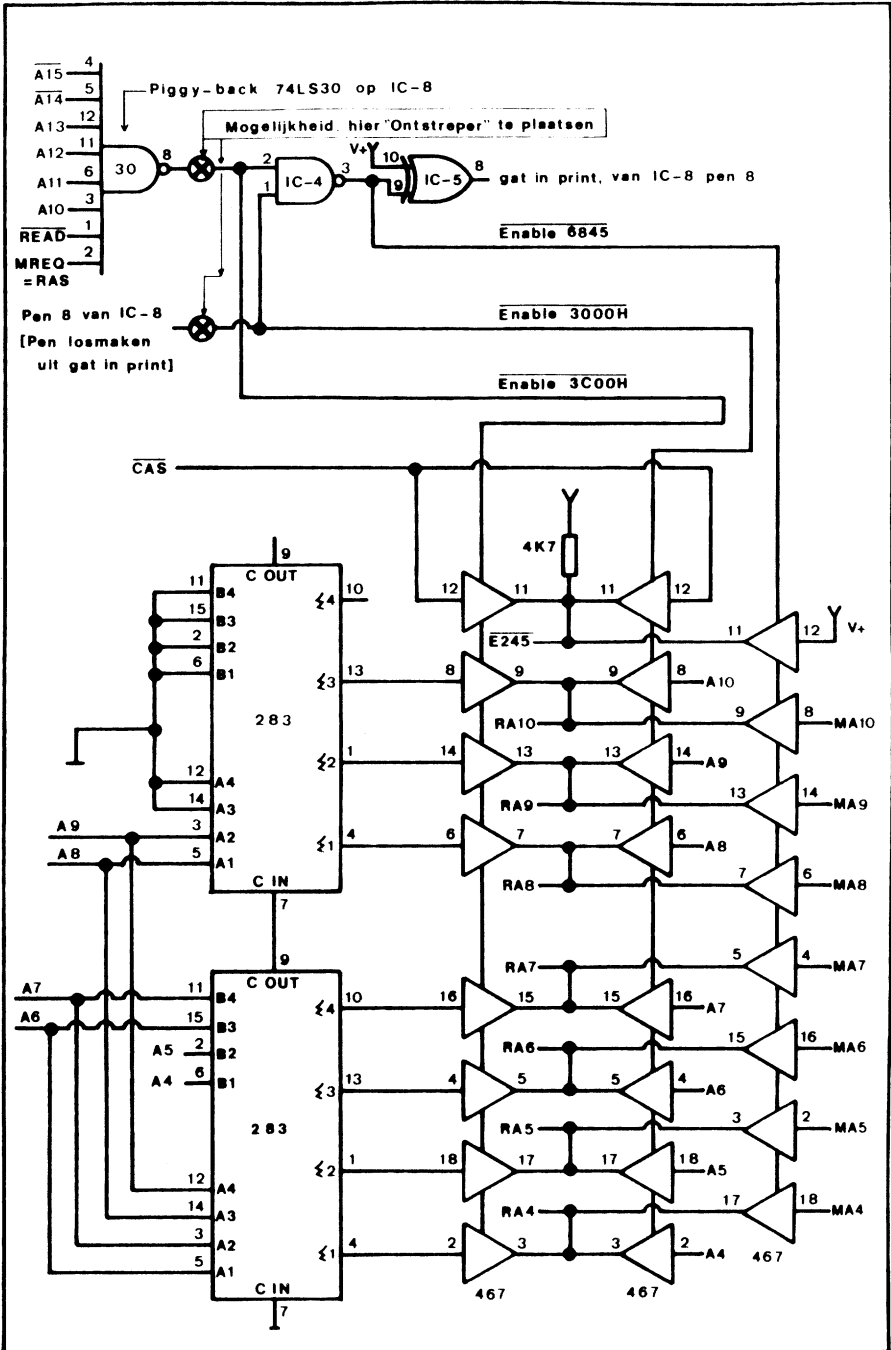 A15 4
A14 5
A13 12
A12 11
A11 6
A10 3
READ 1
MREQ 2
=RAS
30
8
Piggy-back 74LS30 op IC-8
Mogelijkheid. hier "Ontstreper" te plaatsen
2
1
IC-4
3
V+
10
9
IC-5
8
gat in print, van IC-8 pen 8
Enable 6845
Pen 8 van IC-8
[Pen losmaken
uit gat in print]
Enable 3000H
Enable 3C00H
CAS
4K7
9
C OUT
11 B4
15 B3
2 B2
6 B1
283
12 A4
14 A3
A9 3 A2
A8 5 A1
Σ4 10
Σ3 13
Σ2 1
Σ1 4
C IN
7
12 11 11 12
E245 11 12 V+
8 9 9 8 A10
RA10 9 8 MA10
14 13 13 14 A9
RA9 13 14 MA9
6 7 7 6 A8
RA8 7 6 MA8
9
C OUT
A7 11 B4
A6 15 B3
A5 2 B2
A4 6 B1
283
12 A4
14 A3
3 A2
5 A1
Σ4 10
Σ3 13
Σ2 1
Σ1 4
C IN
7
RA7 5 4 MA7
16 15 15 16 A7
RA6 15 16 MA6
4 5 5 4 A6
RA5 3 2 MA5
18 17 17 18 A5
RA4 17 18 MA4
2 3 3 2 A4
467
467
467